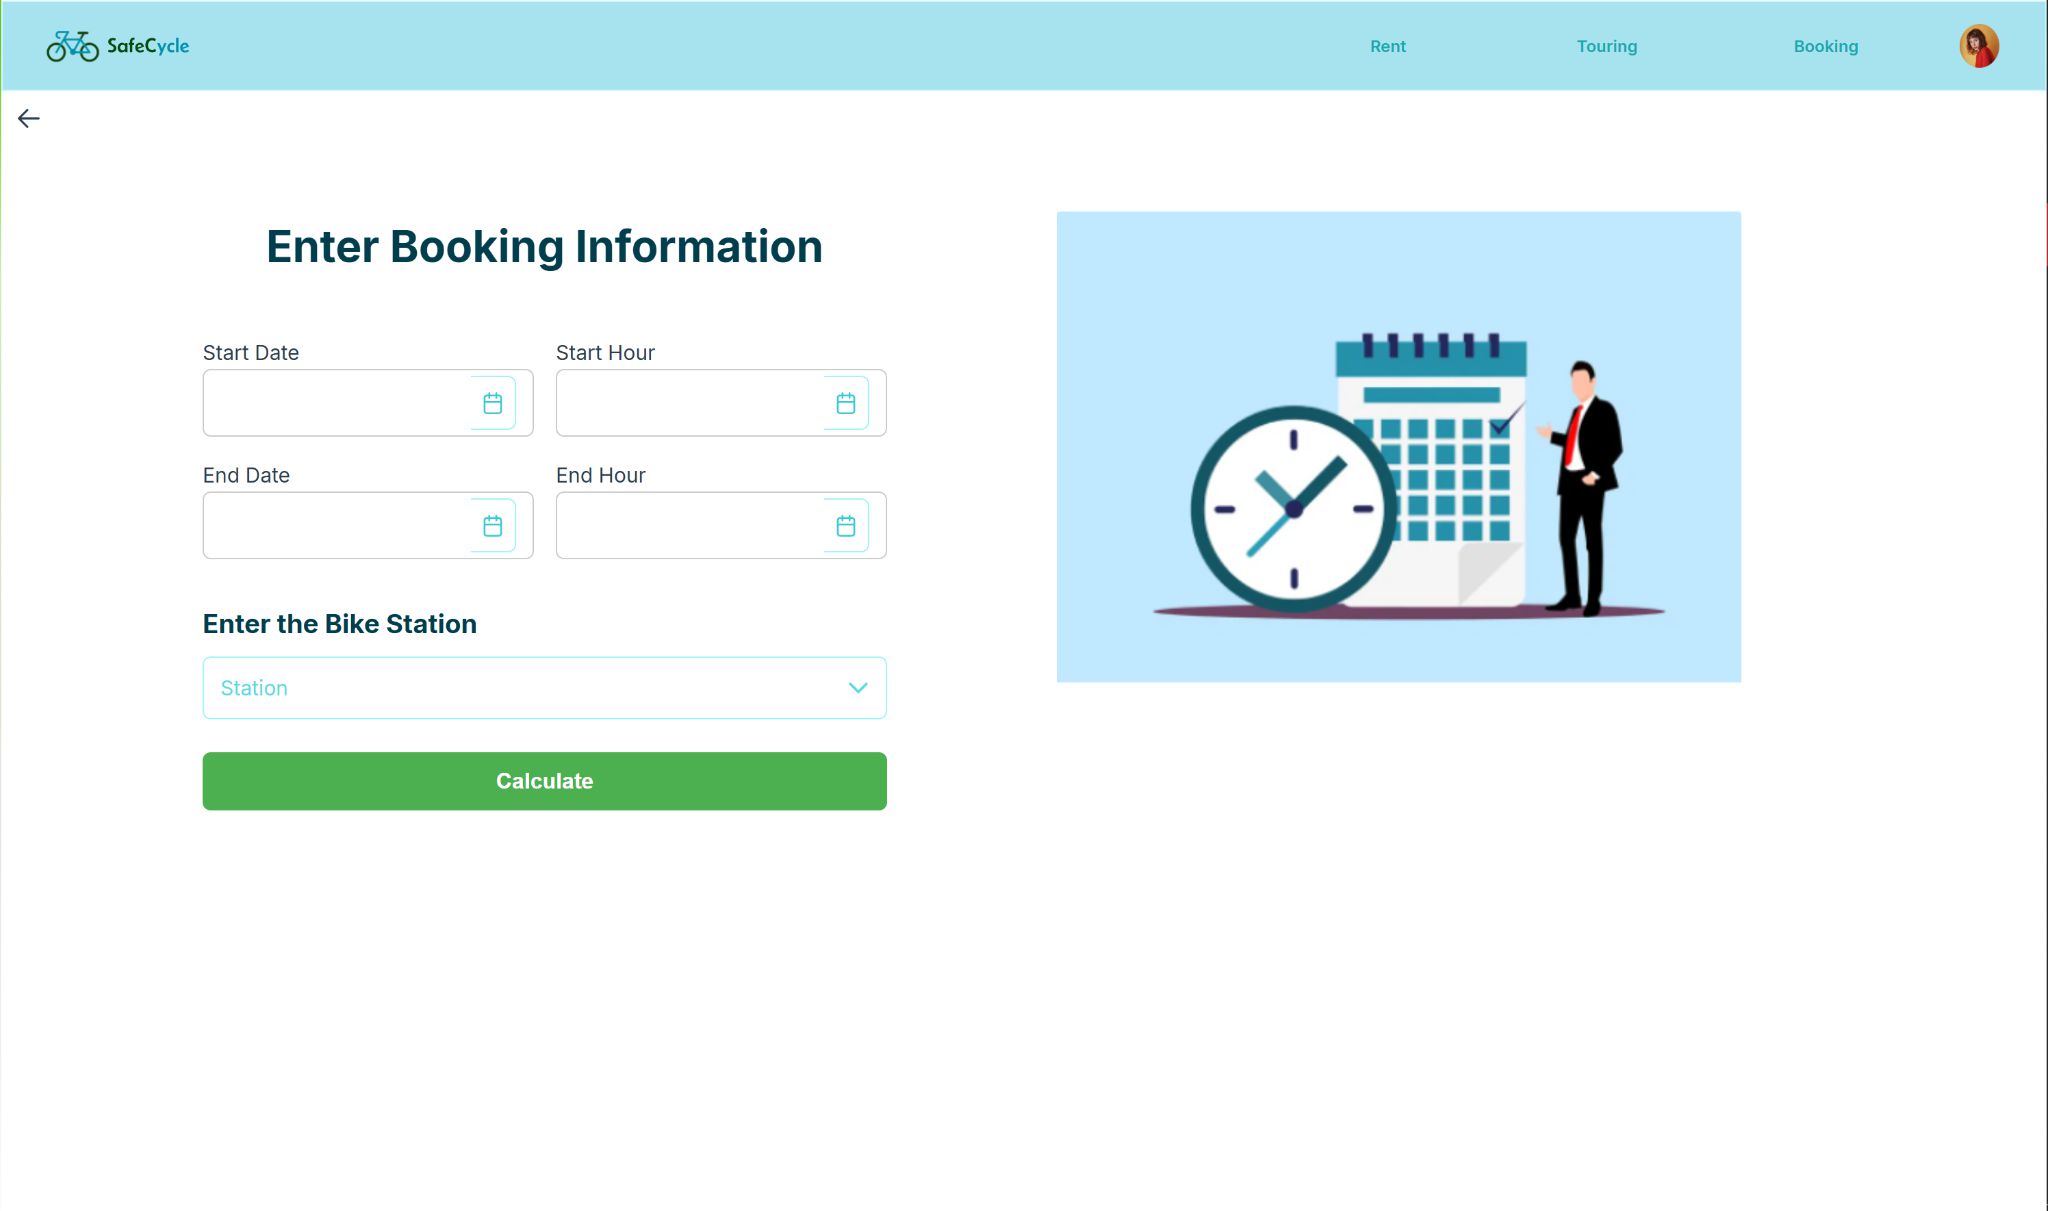 SafeCycle
Rent
Touring
Booking
Enter Booking Information
Start Date
Start Hour
End Date
End Hour
Enter the Bike Station
Station
Calculate